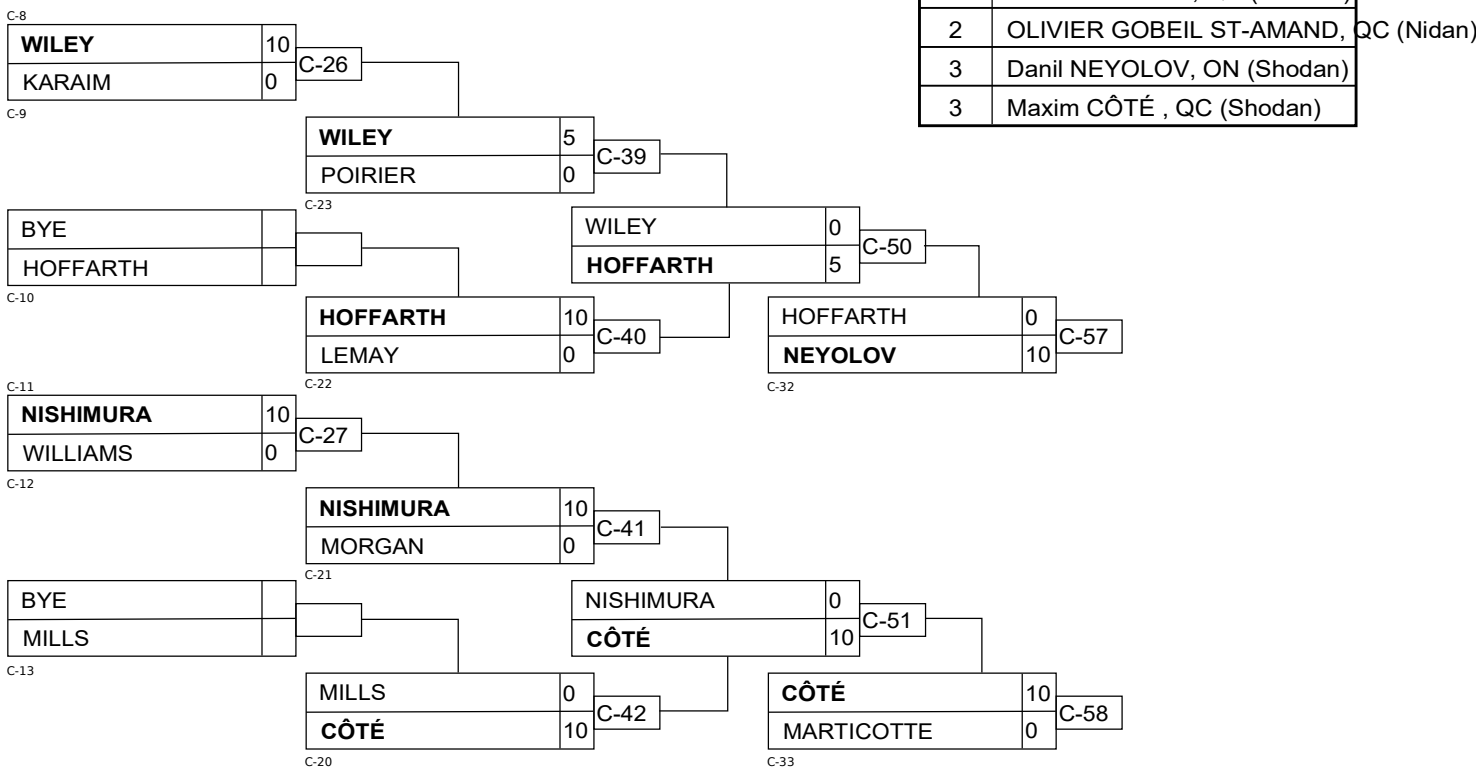 2 OLIVIER GOBEIL ST-AMAND, QC (Nidan)
3 Danil NEYOLOV, ON (Shodan)
3 Maxim CÔTÉ , QC (Shodan)
C-8
WILEY 10
C-26
KARAIM 0
C-9
WILEY 5
C-39
POIRIER 0
C-23
BYE
HOFFARTH
C-10
WILEY 0
C-50
HOFFARTH 5
HOFFARTH 10
C-40
LEMAY 0
C-22
HOFFARTH 0
C-57
NEYOLOV 10
C-32
C-11
NISHIMURA 10
C-27
WILLIAMS 0
C-12
NISHIMURA 10
C-41
MORGAN 0
C-21
BYE
MILLS
C-13
NISHIMURA 0
C-51
CÔTÉ 10
MILLS 0
C-42
CÔTÉ 10
C-20
CÔTÉ 10
C-58
MARTICOTTE 0
C-33